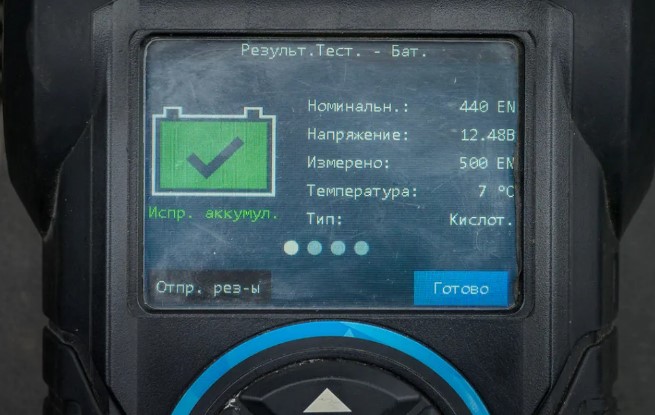 Результ.Тест. - Бат.
Номинальн.: 440 EN
Напряжение: 12.48В
Измерено: 500 EN
Температура: 7 °C
Испр. аккумул.
Тип: Кислот.
Отпр. рез-ы
Готово